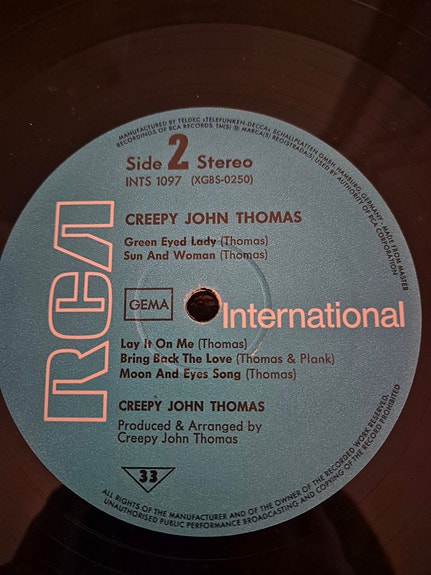 MANUFACTURED BY TELDEC »TELEFUNKEN-DECCA« SCHALLPLATTEN GMBH, HAMBURG, GERMANY · MADE FROM MASTER
RECORDINGS OF RCA RECORDS. TM(S) ® MARCA(S) REGISTRADA(S). USED BY AUTHORITY OF RCA CORPORATION
Side 2 Stereo
INTS 1097 (XGBS-0250)
CREEPY JOHN THOMAS
Green Eyed Lady (Thomas)
Sun And Woman (Thomas)
RCA
GEMA
International
Lay It On Me (Thomas)
Bring Back The Love (Thomas & Plank)
Moon And Eyes Song (Thomas)
CREEPY JOHN THOMAS
Produced & Arranged by
Creepy John Thomas
33
ALL RIGHTS OF THE MANUFACTURER AND OF THE OWNER OF THE RECORDED WORK RESERVED.
UNAUTHORISED PUBLIC PERFORMANCE BROADCASTING AND COPYING OF THE RECORD PROHIBITED